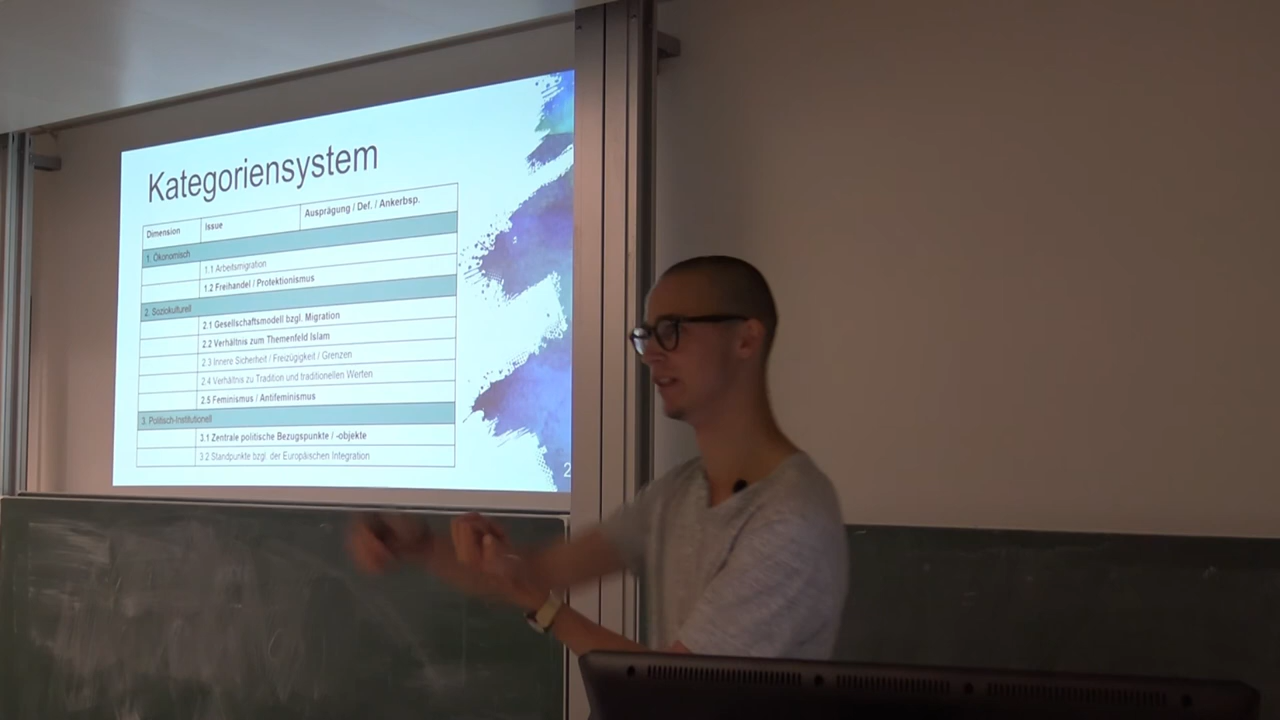 Kategoriensystem
Dimension Issue Ausprägung / Def. / Ankerbsp.
1. Ökonomisch
1.1 Arbeitsmigration
1.2 Freihandel / Protektionismus
2. Soziokulturell
2.1 Gesellschaftsmodell bzgl. Migration
2.2 Verhältnis zum Themenfeld Islam
2.3 Innere Sicherheit / Freizügigkeit / Grenzen
2.4 Verhältnis zu Tradition und traditionellen Werten
2.5 Feminismus / Antifeminismus
3. Politisch-Institutionell
3.1 Zentrale politische Bezugspunkte / -objekte
3.2 Standpunkte bzgl. der Europäischen Integration
2